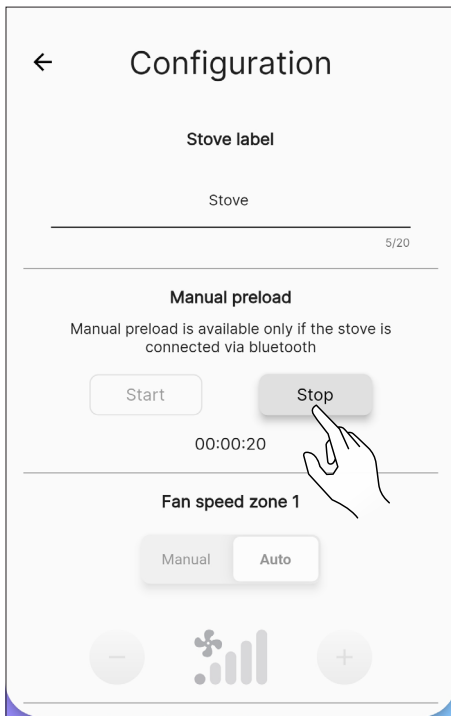 Configuration
Stove label
Stove
5/20
Manual preload
Manual preload is available only if the stove is
connected via bluetooth
Start
Stop
00:00:20
Fan speed zone 1
Manual
Auto